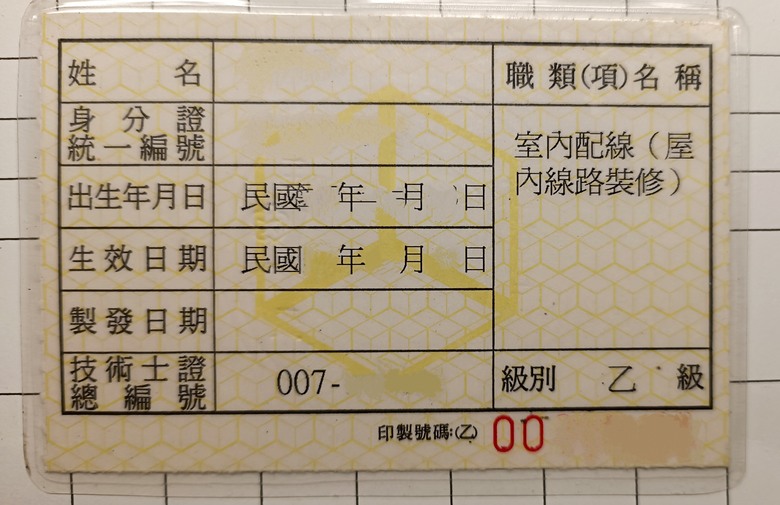 姓名
職類(項)名稱
身分證
統一編號
室內配線（屋
內線路裝修）
出生年月日 民國 年 月 日
生效日期 民國 年 月 日
製發日期
技術士證
總編號
007-
級別 乙級
印製號碼:(乙) 00